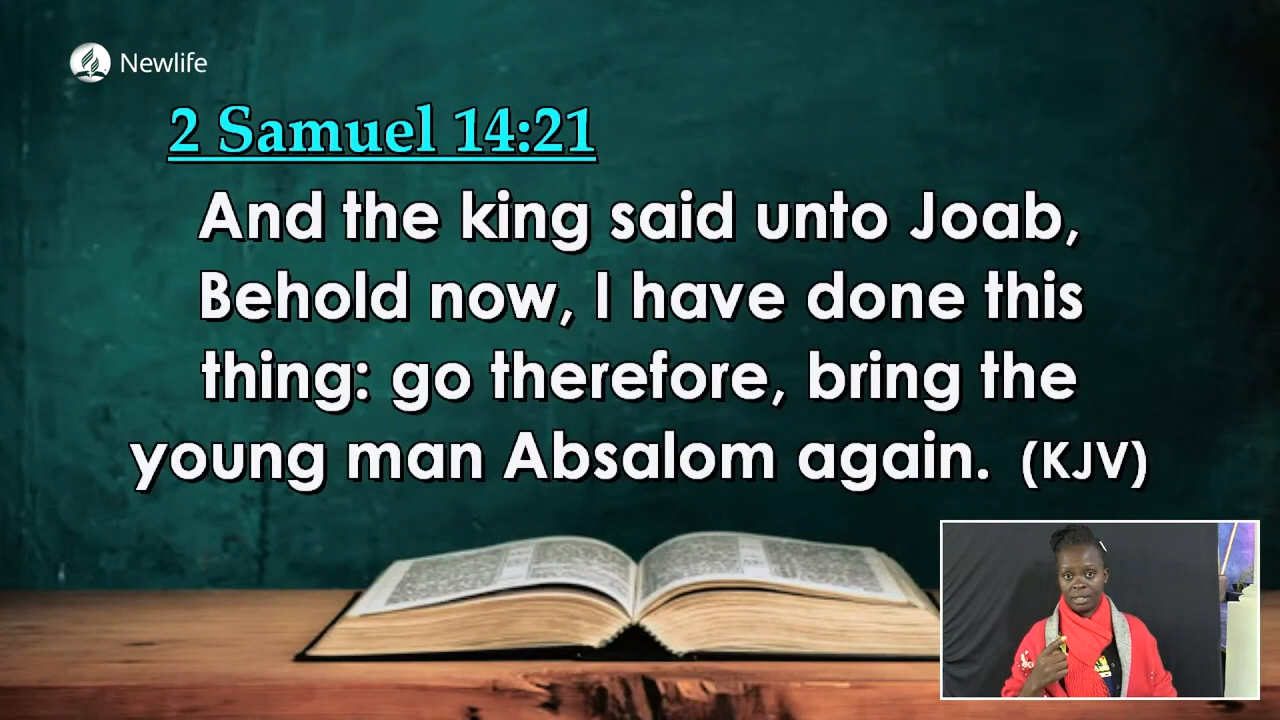 Newlife
2 Samuel 14:21
And the king said unto Joab,
Behold now, I have done this
thing: go therefore, bring the
young man Absalom again. (KJV)